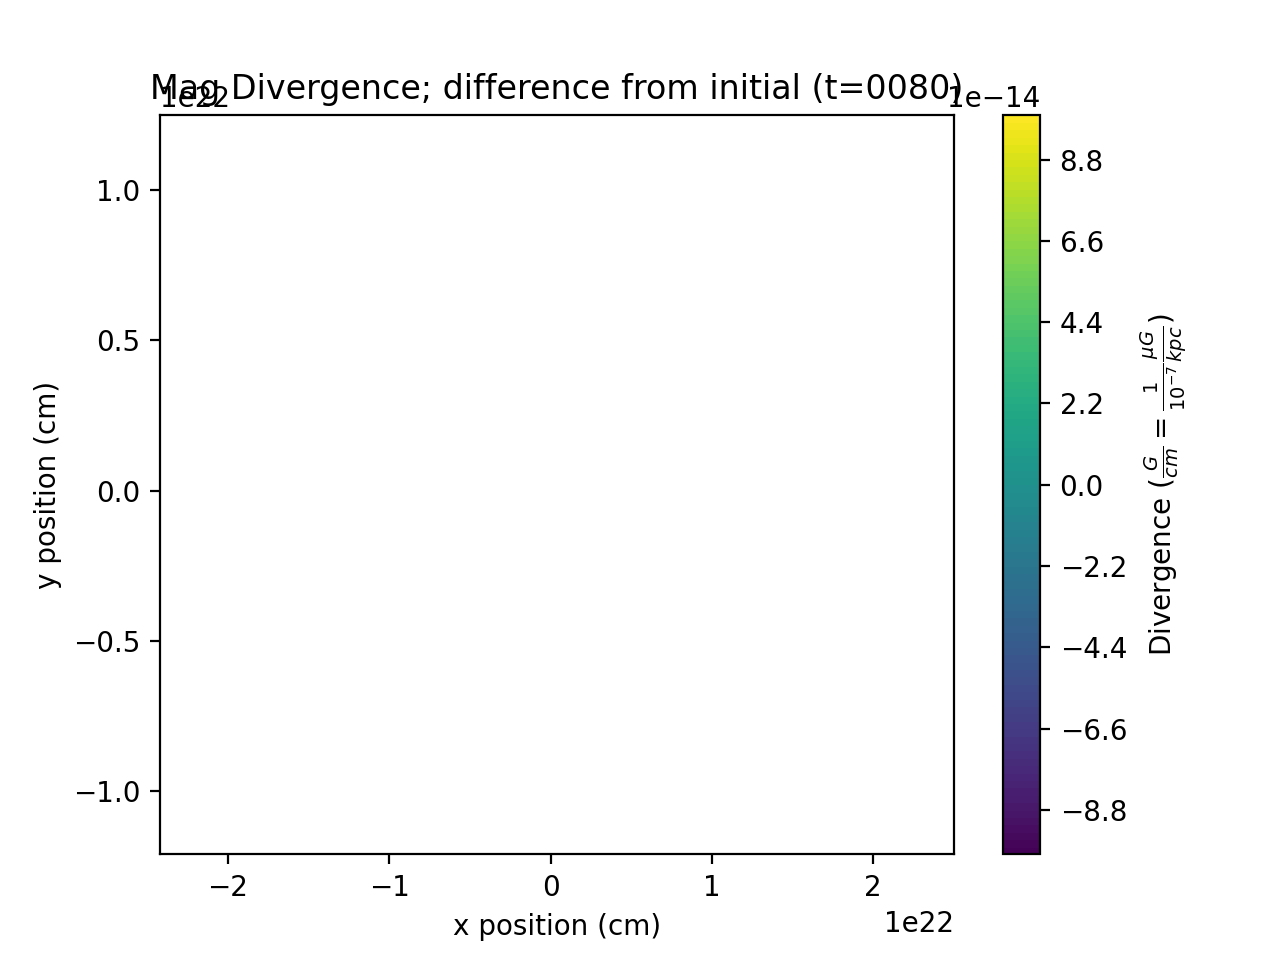 Mag Divergence; difference from initial (t=0080)
1e22
1e−14
1.0
0.5
0.0
−0.5
−1.0
y position (cm)
−2
−1
0
1
2
1e22
x position (cm)
8.8
6.6
4.4
2.2
0.0
−2.2
−4.4
−6.6
−8.8
Divergence (G/cm = 1/10⁻⁷ μG/kpc)